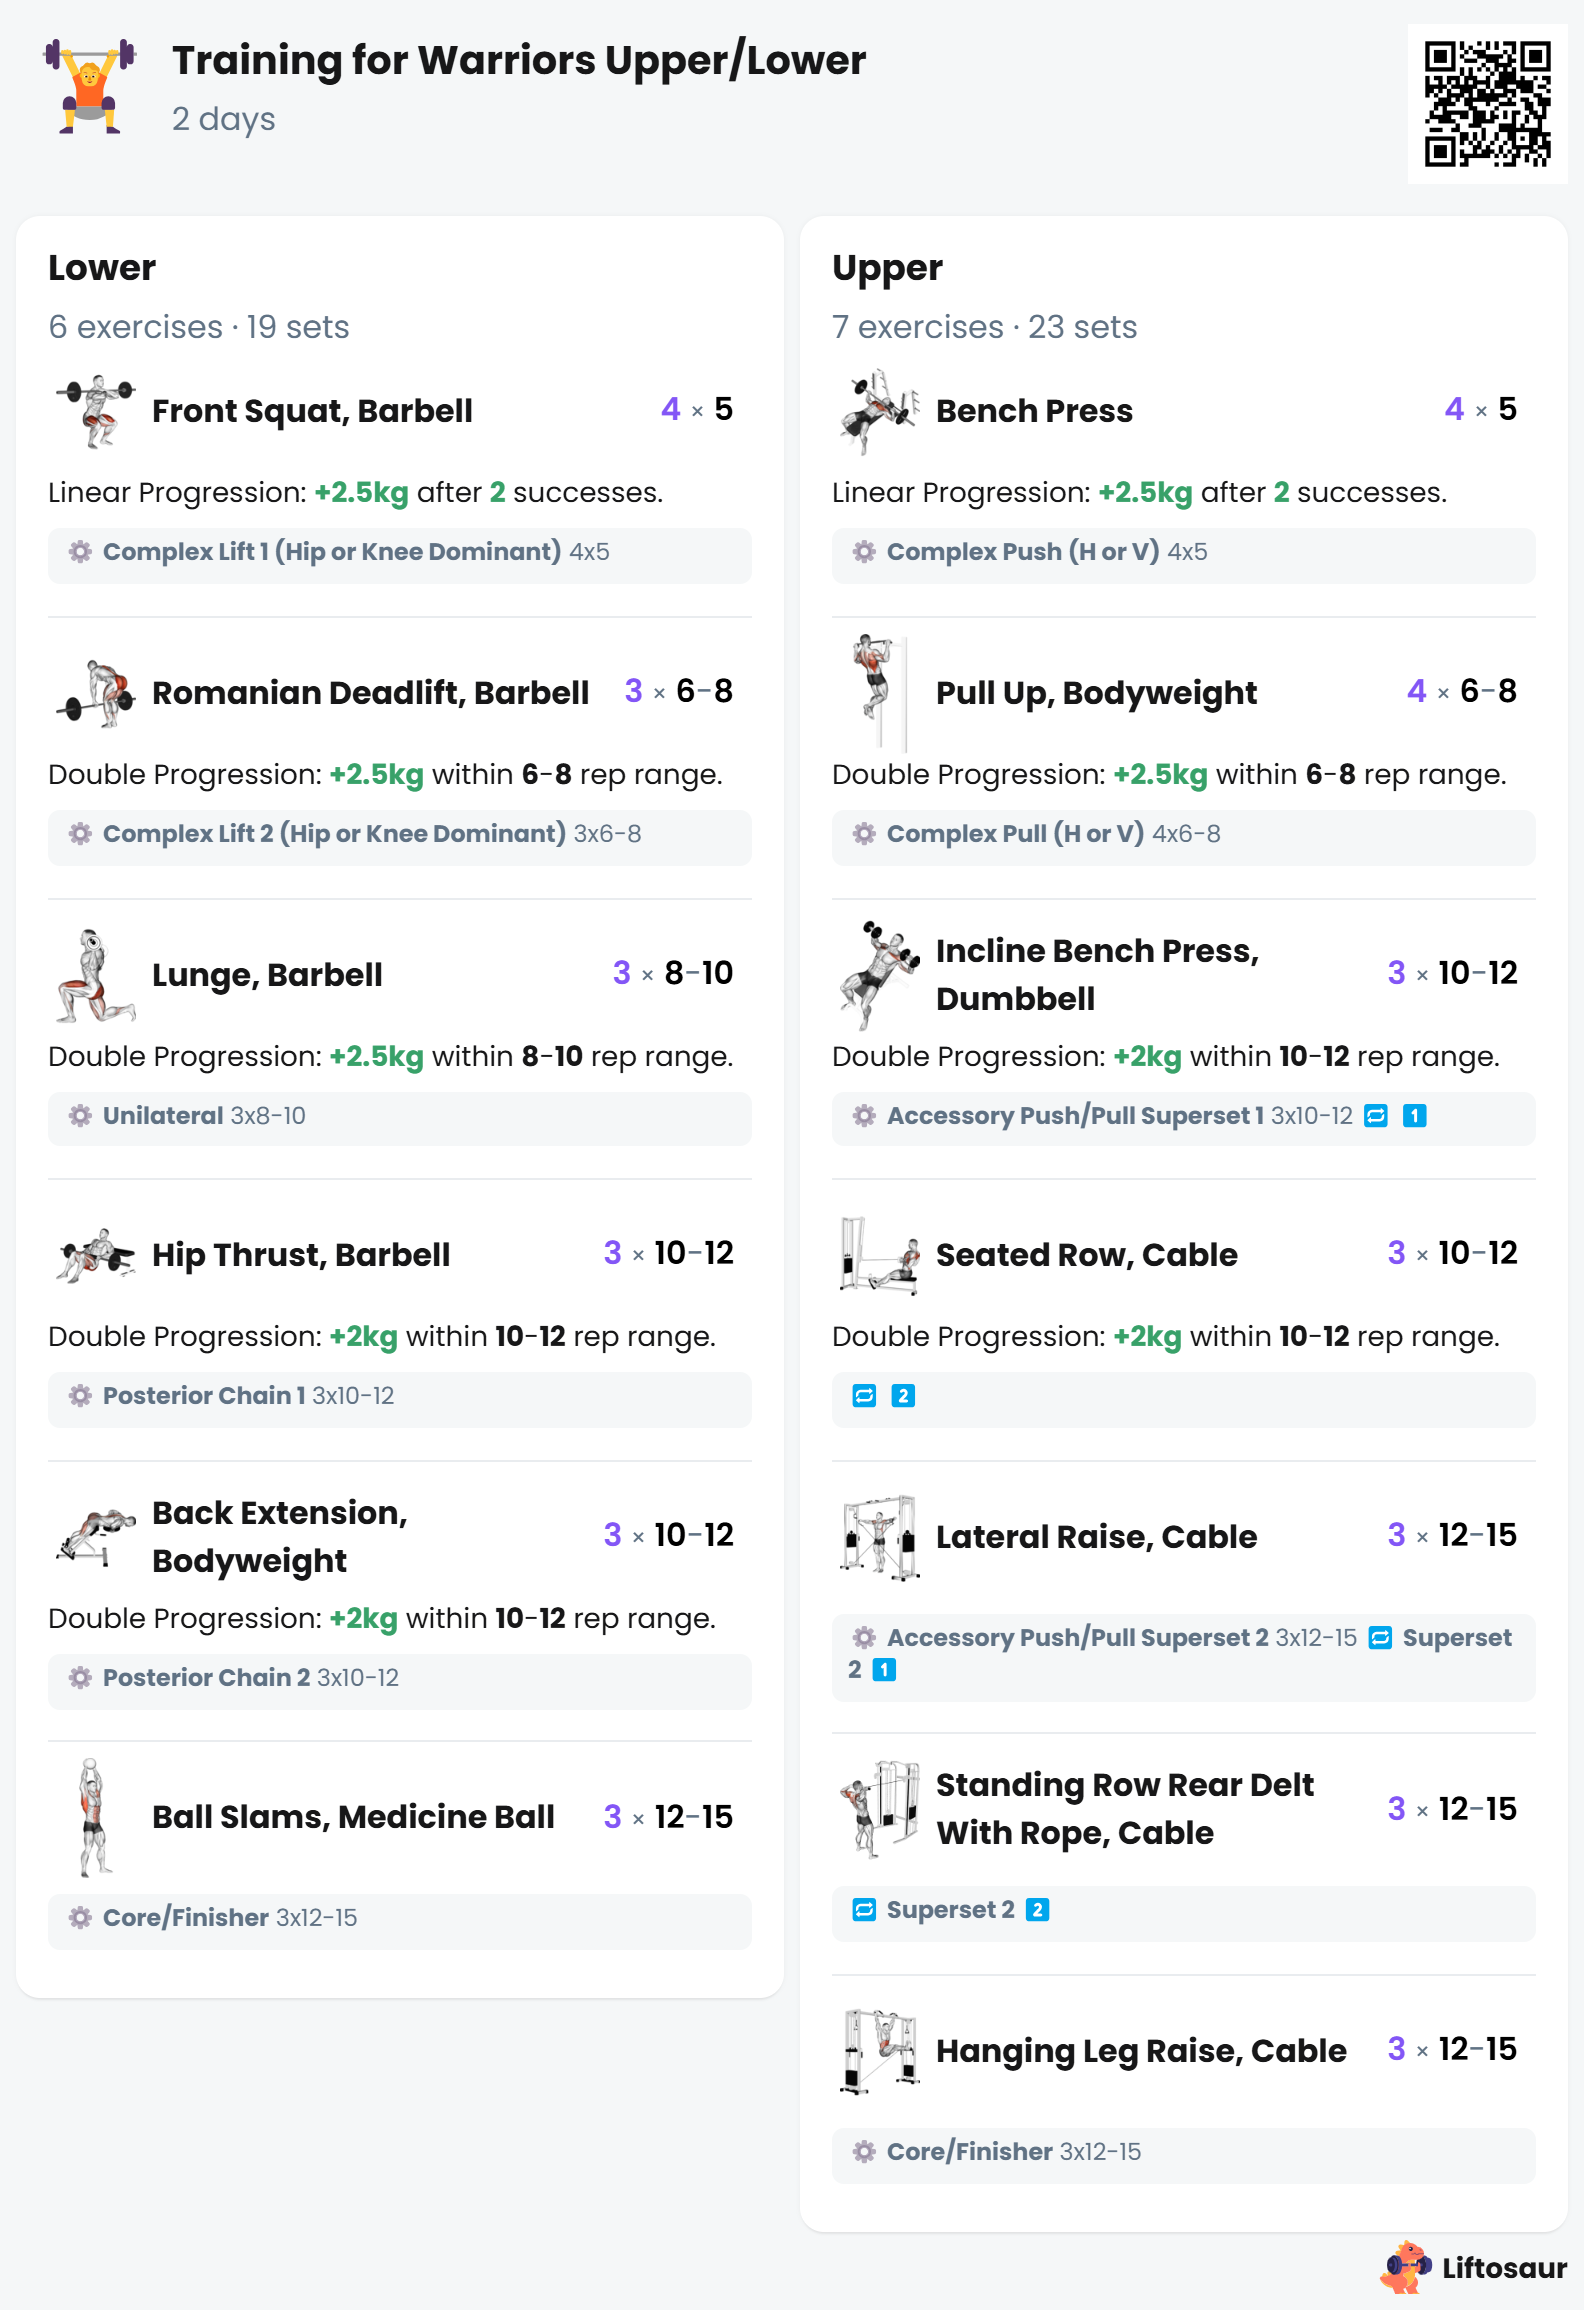 Training for Warriors Upper/Lower
2 days
Lower
6 exercises · 19 sets
Front Squat, Barbell 4 × 5
Linear Progression: +2.5kg after 2 successes.
Complex Lift 1 (Hip or Knee Dominant) 4x5
Romanian Deadlift, Barbell 3 × 6-8
Double Progression: +2.5kg within 6-8 rep range.
Complex Lift 2 (Hip or Knee Dominant) 3x6-8
Lunge, Barbell 3 × 8-10
Double Progression: +2.5kg within 8-10 rep range.
Unilateral 3x8-10
Hip Thrust, Barbell 3 × 10-12
Double Progression: +2kg within 10-12 rep range.
Posterior Chain 1 3x10-12
Back Extension,
Bodyweight 3 × 10-12
Double Progression: +2kg within 10-12 rep range.
Posterior Chain 2 3x10-12
Ball Slams, Medicine Ball 3 × 12-15
Core/Finisher 3x12-15
Upper
7 exercises · 23 sets
Bench Press 4 × 5
Linear Progression: +2.5kg after 2 successes.
Complex Push (H or V) 4x5
Pull Up, Bodyweight 4 × 6-8
Double Progression: +2.5kg within 6-8 rep range.
Complex Pull (H or V) 4x6-8
Incline Bench Press,
Dumbbell 3 × 10-12
Double Progression: +2kg within 10-12 rep range.
Accessory Push/Pull Superset 1 3x10-12 🔁 1️⃣
Seated Row, Cable 3 × 10-12
Double Progression: +2kg within 10-12 rep range.
🔁 2️⃣
Lateral Raise, Cable 3 × 12-15
Accessory Push/Pull Superset 2 3x12-15 🔁 Superset
2 1️⃣
Standing Row Rear Delt
With Rope, Cable 3 × 12-15
🔁 Superset 2 2️⃣
Hanging Leg Raise, Cable 3 × 12-15
Core/Finisher 3x12-15
Liftosaur